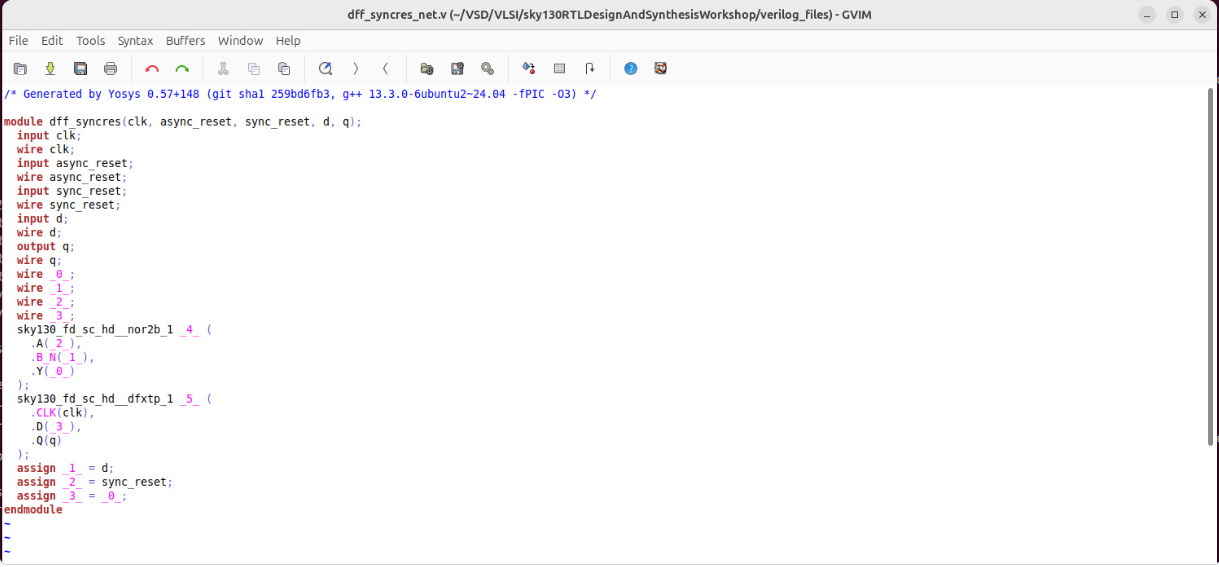 dff_syncres_net.v (~/VSD/VLSI/sky130RTLDesignAndSynthesisWorkshop/verilog_files) - GVIM
File Edit Tools Syntax Buffers Window Help
/* Generated by Yosys 0.57+148 (git sha1 259bd6fb3, g++ 13.3.0-6ubuntu2~24.04 -fPIC -O3) */
module dff_syncres(clk, async_reset, sync_reset, d, q);
  input clk;
  wire clk;
  input async_reset;
  wire async_reset;
  input sync_reset;
  wire sync_reset;
  input d;
  wire d;
  output q;
  wire q;
  wire _0_;
  wire _1_;
  wire _2_;
  wire _3_;
  sky130_fd_sc_hd__nor2b_1 _4_ (
    .A(_2_),
    .B_N(_1_),
    .Y(_0_)
  );
  sky130_fd_sc_hd__dfxtp_1 _5_ (
    .CLK(clk),
    .D(_3_),
    .Q(q)
  );
  assign _1_ = d;
  assign _2_ = sync_reset;
  assign _3_ = _0_;
endmodule
~
~
~